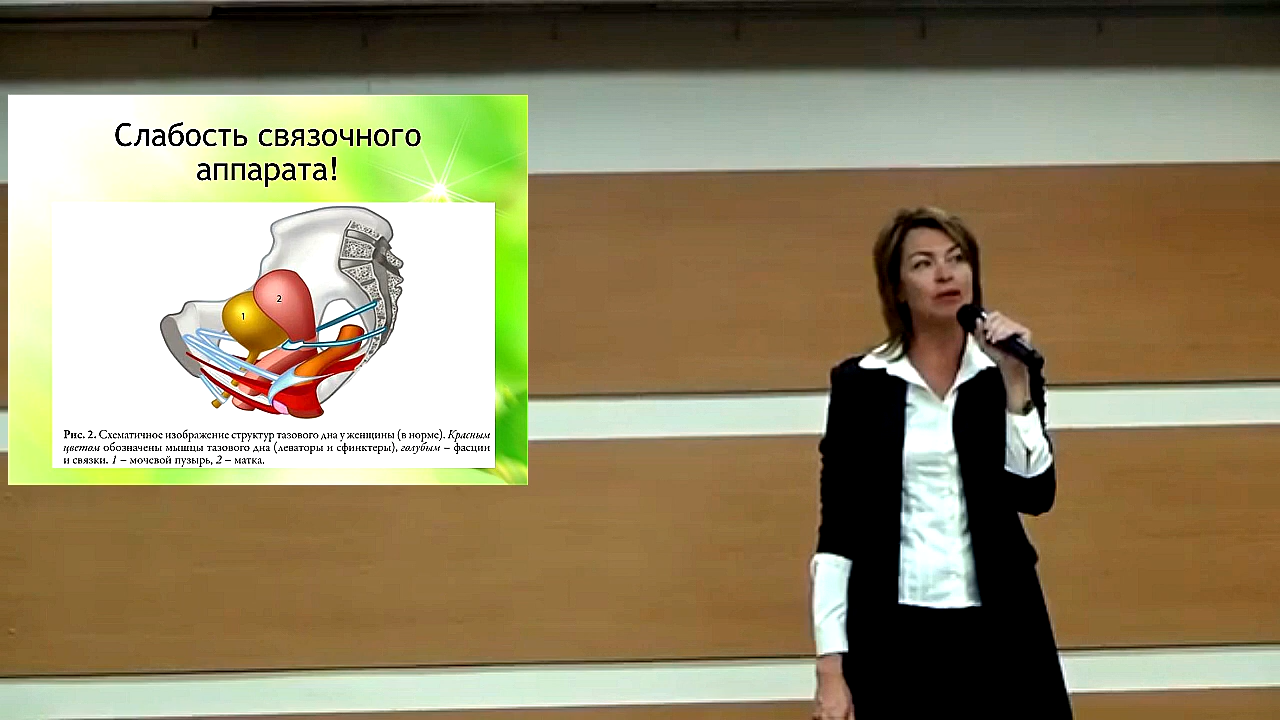 Слабость связочного
аппарата!
2
1
Рис. 2. Схематичное изображение структур тазового дна у женщины (в норме). Красным
цветом обозначены мышцы тазового дна (леваторы и сфинктеры), голубым – фасции
и связки. 1 – мочевой пузырь, 2 – матка.